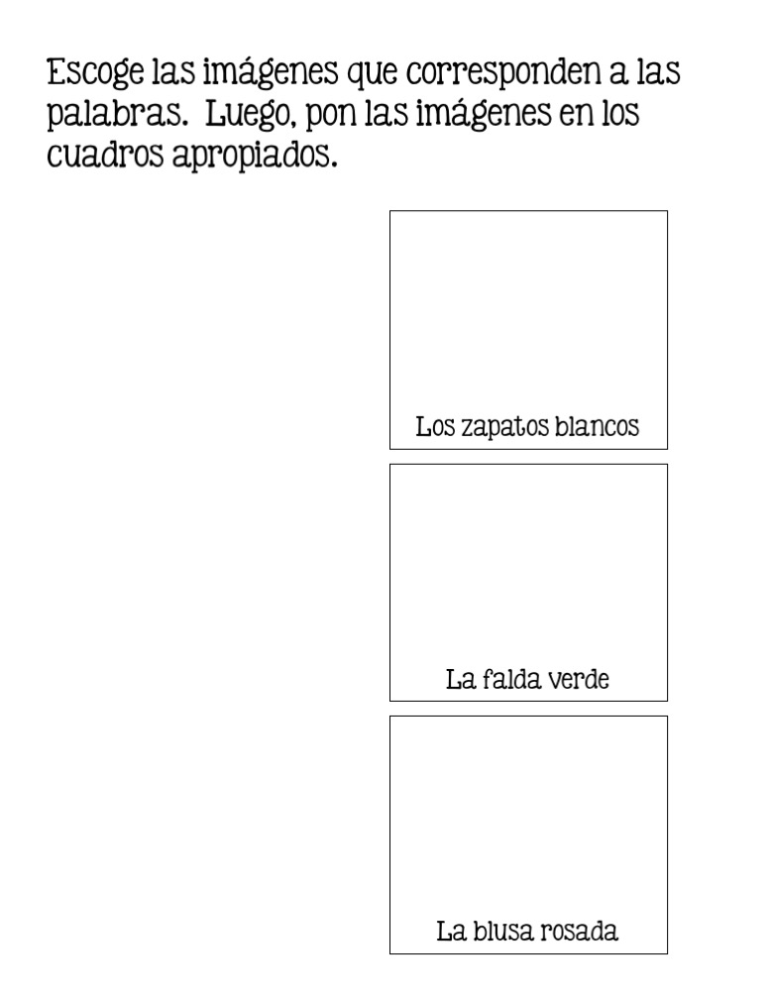 Escoge las imágenes que corresponden a las
palabras.  Luego, pon las imágenes en los
cuadros apropiados.
Los zapatos blancos
La falda verde
La blusa rosada